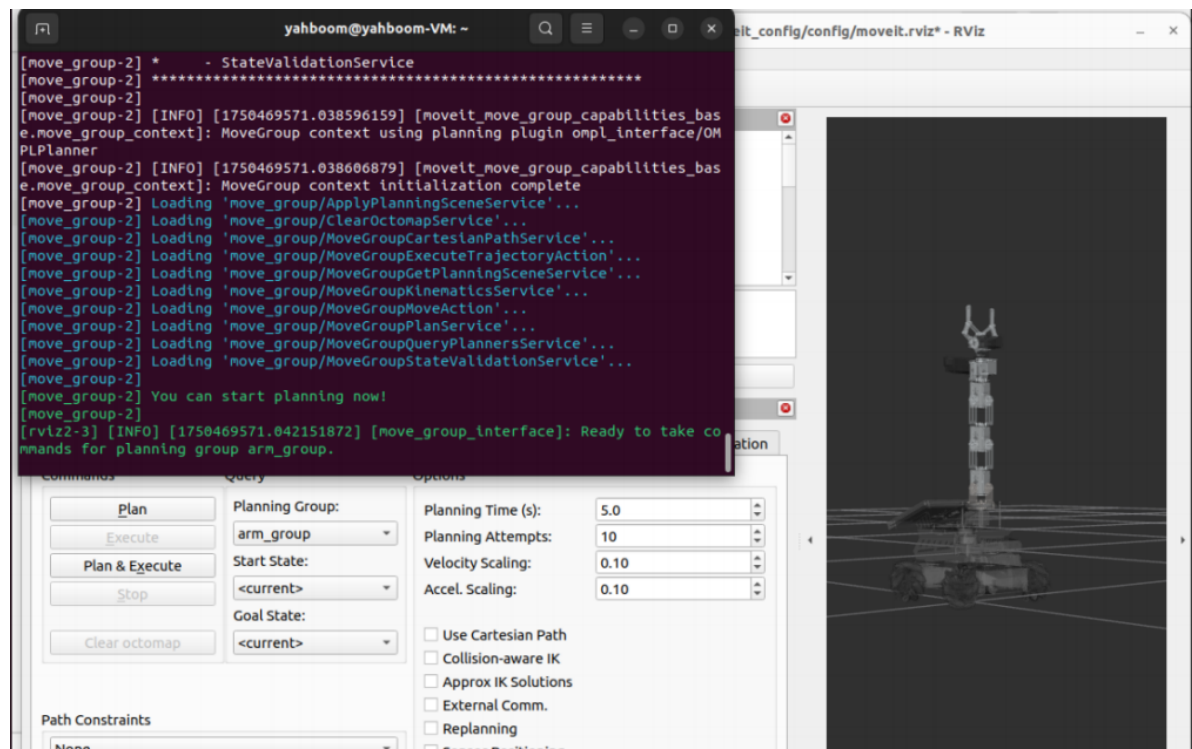 yahboom@yahboom-VM: ~
eit_config/config/moveit.rviz* - RViz
[move_group-2] *     - StateValidationService
[move_group-2] ********************************************************
[move_group-2]
[move_group-2] [INFO] [1750469571.038596159] [moveit_move_group_capabilities_bas
e.move_group_context]: MoveGroup context using planning plugin ompl_interface/OM
PLPlanner
[move_group-2] [INFO] [1750469571.038606879] [moveit_move_group_capabilities_bas
e.move_group_context]: MoveGroup context initialization complete
[move_group-2] Loading 'move_group/ApplyPlanningSceneService'...
[move_group-2] Loading 'move_group/ClearOctomapService'...
[move_group-2] Loading 'move_group/MoveGroupCartesianPathService'...
[move_group-2] Loading 'move_group/MoveGroupExecuteTrajectoryAction'...
[move_group-2] Loading 'move_group/MoveGroupGetPlanningSceneService'...
[move_group-2] Loading 'move_group/MoveGroupKinematicsService'...
[move_group-2] Loading 'move_group/MoveGroupMoveAction'...
[move_group-2] Loading 'move_group/MoveGroupPlanService'...
[move_group-2] Loading 'move_group/MoveGroupQueryPlannersService'...
[move_group-2] Loading 'move_group/MoveGroupStateValidationService'...
[move_group-2]
[move_group-2] You can start planning now!
[move_group-2]
[rviz2-3] [INFO] [1750469571.042151872] [move_group_interface]: Ready to take co
mmands for planning group arm_group.
ation
Commands
Query
Options
Plan
Execute
Plan & Execute
Stop
Clear octomap
Planning Group:
arm_group
Start State:
<current>
Goal State:
<current>
Planning Time (s): 5.0
Planning Attempts: 10
Velocity Scaling: 0.10
Accel. Scaling: 0.10
Use Cartesian Path
Collision-aware IK
Approx IK Solutions
External Comm.
Replanning
Path Constraints
None